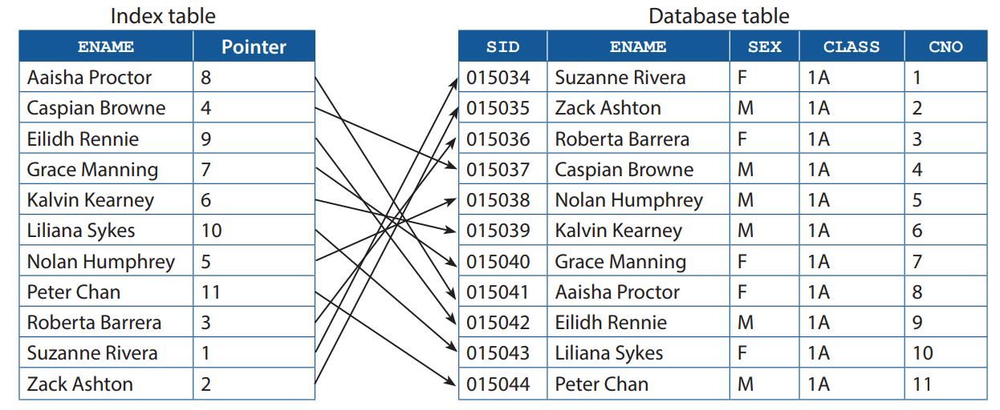 Index table Database table
ENAME Pointer SID ENAME SEX CLASS CNO
Aaisha Proctor 8 015034 Suzanne Rivera F 1A 1
Caspian Browne 4 015035 Zack Ashton M 1A 2
Eilidh Rennie 9 015036 Roberta Barrera F 1A 3
Grace Manning 7 015037 Caspian Browne M 1A 4
Kalvin Kearney 6 015038 Nolan Humphrey M 1A 5
Liliana Sykes 10 015039 Kalvin Kearney M 1A 6
Nolan Humphrey 5 015040 Grace Manning F 1A 7
Peter Chan 11 015041 Aaisha Proctor F 1A 8
Roberta Barrera 3 015042 Eilidh Rennie M 1A 9
Suzanne Rivera 1 015043 Liliana Sykes F 1A 10
Zack Ashton 2 015044 Peter Chan M 1A 11